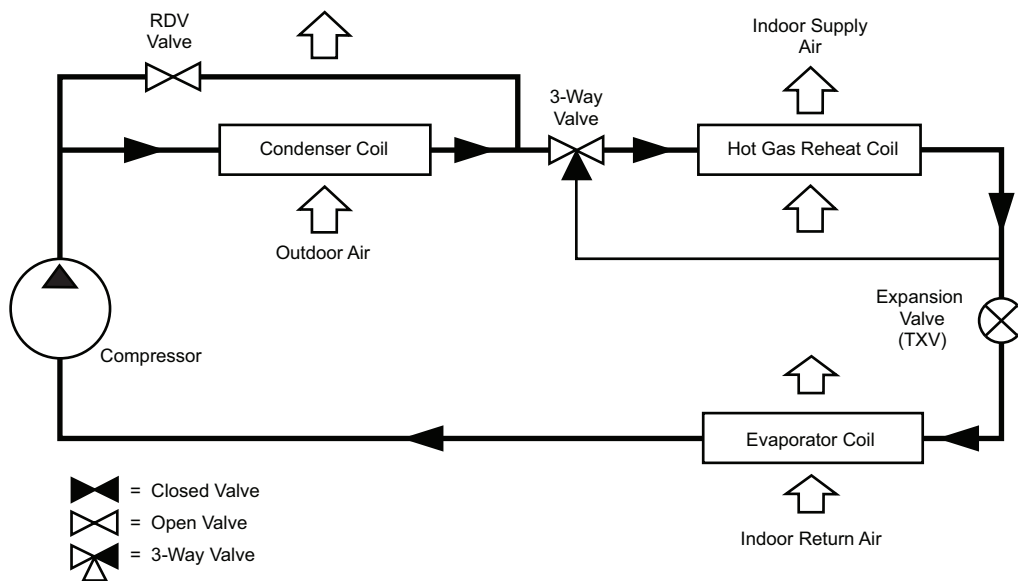 RDV
Valve
Indoor Supply
Air
3-Way
Valve
Condenser Coil
Hot Gas Reheat Coil
Outdoor Air
Expansion
Valve
(TXV)
Compressor
Evaporator Coil
= Closed Valve
= Open Valve
= 3-Way Valve
Indoor Return Air